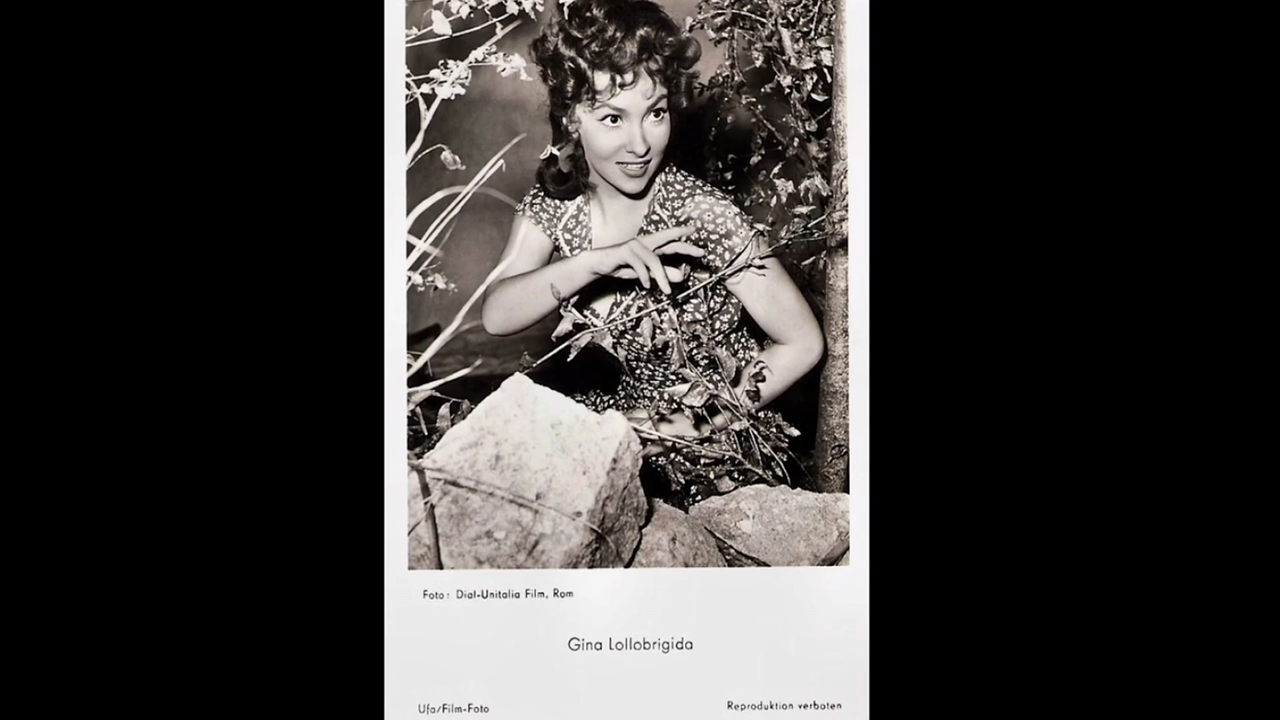 Foto: Dial-Unitalia Film, Rom
Gina Lollobrigida
Ufa/Film-Foto
Reproduktion verboten